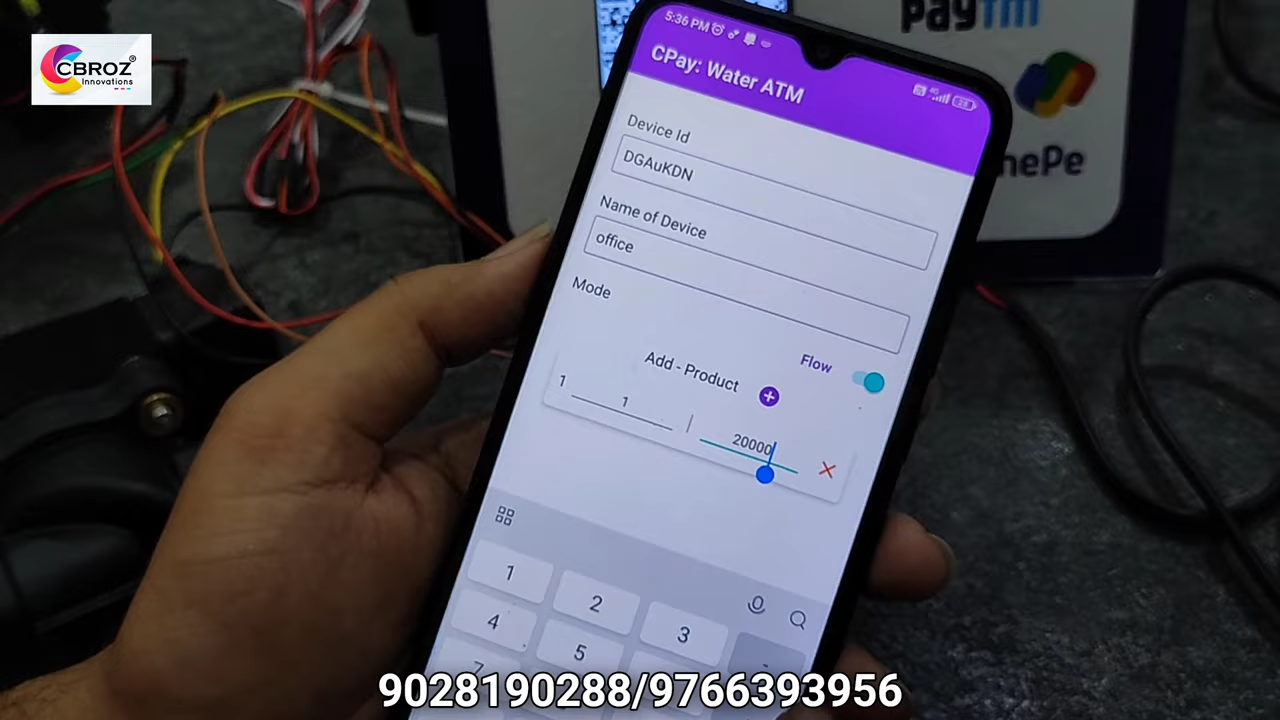 CBROZ®
Innovations
Paytm
nePe
5:36 PM
CPay: Water ATM
Device Id
DGAuKDN
Name of Device
office
Mode
Flow
Add - Product
1
1
/
20000
1
2
3
4
5
7
9028190288/9766393956